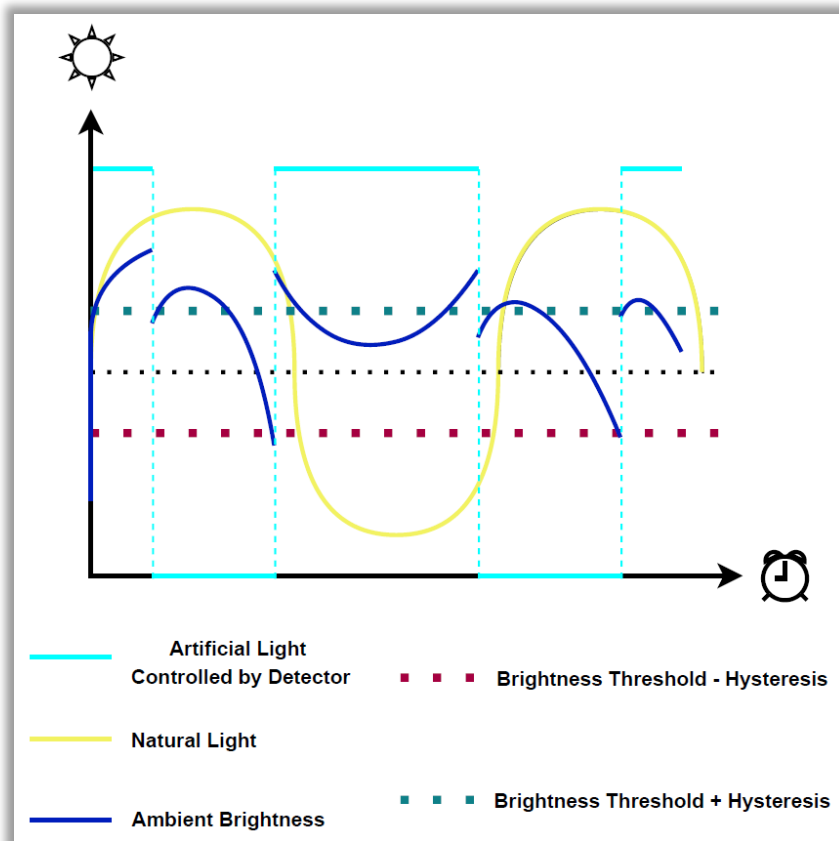 Artificial Light
Controlled by Detector
Brightness Threshold - Hysteresis
Natural Light
Brightness Threshold + Hysteresis
Ambient Brightness